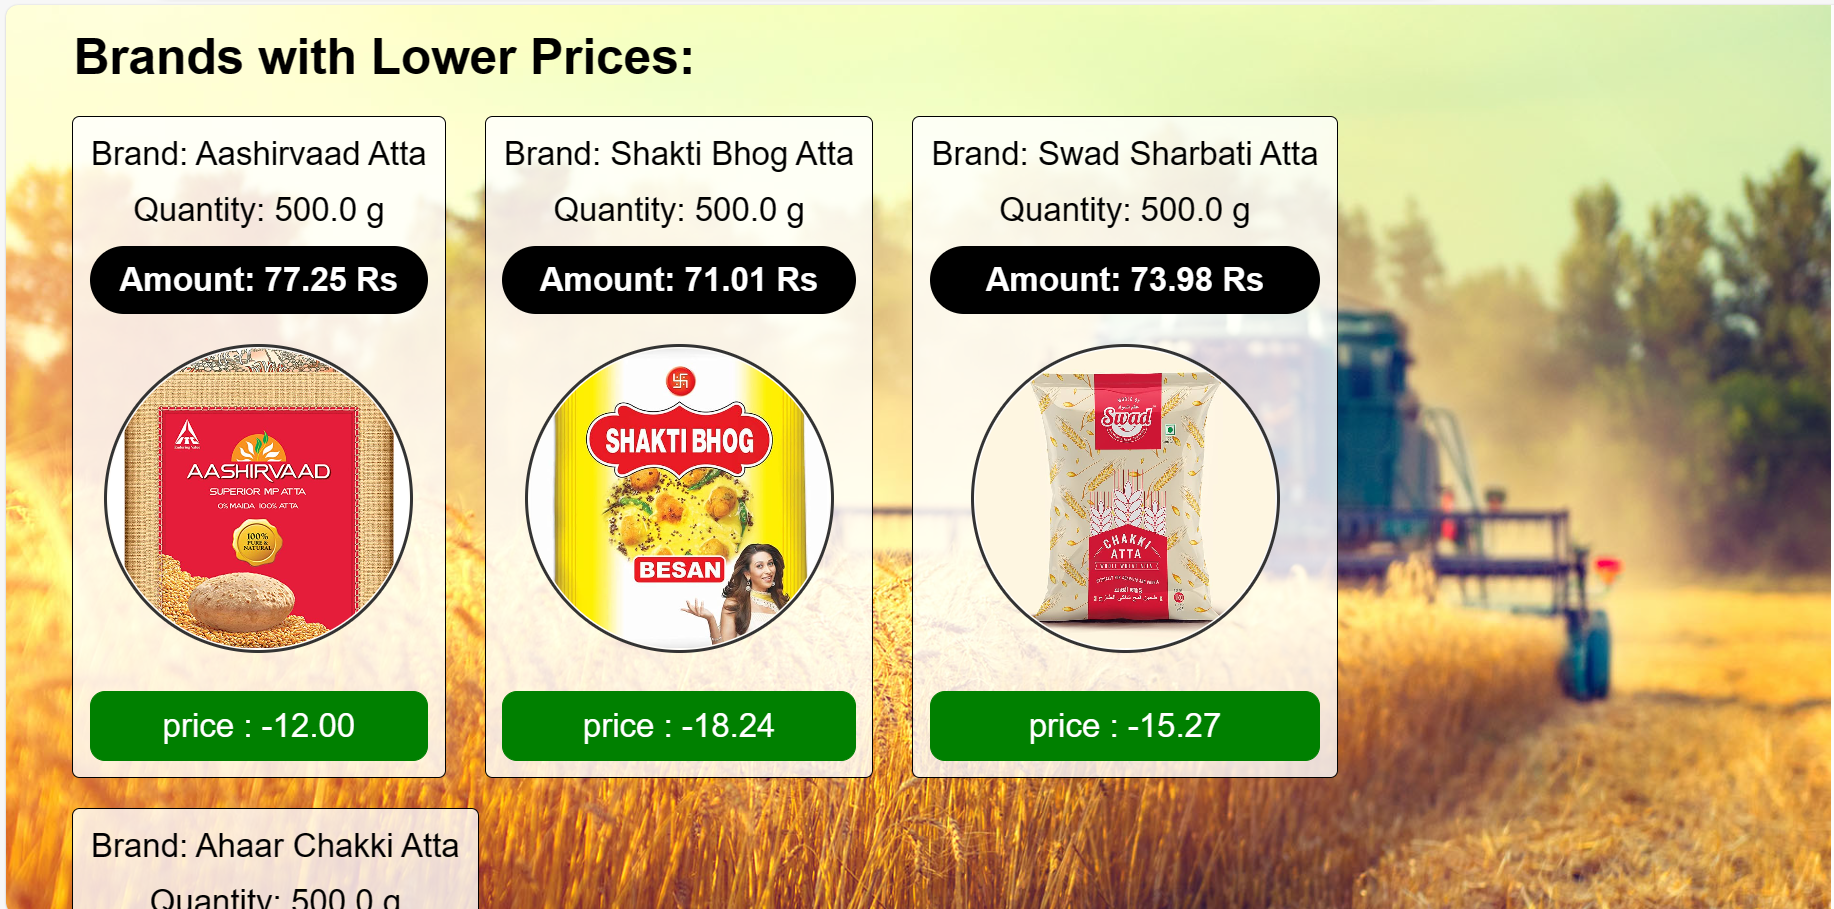 Brands with Lower Prices:
Brand: Aashirvaad Atta
Quantity: 500.0 g
Amount: 77.25 Rs
AASHIRVAAD
SUPERIOR MP ATTA
0% MAIDA 100% ATTA
100%
PURE &
NATURAL
price : -12.00
Brand: Shakti Bhog Atta
Quantity: 500.0 g
Amount: 71.01 Rs
SHAKTI BHOG
BESAN
price : -18.24
Brand: Swad Sharbati Atta
Quantity: 500.0 g
Amount: 73.98 Rs
Swad
CHAKKI
ATTA
price : -15.27
Brand: Ahaar Chakki Atta
Quantity: 500.0 g